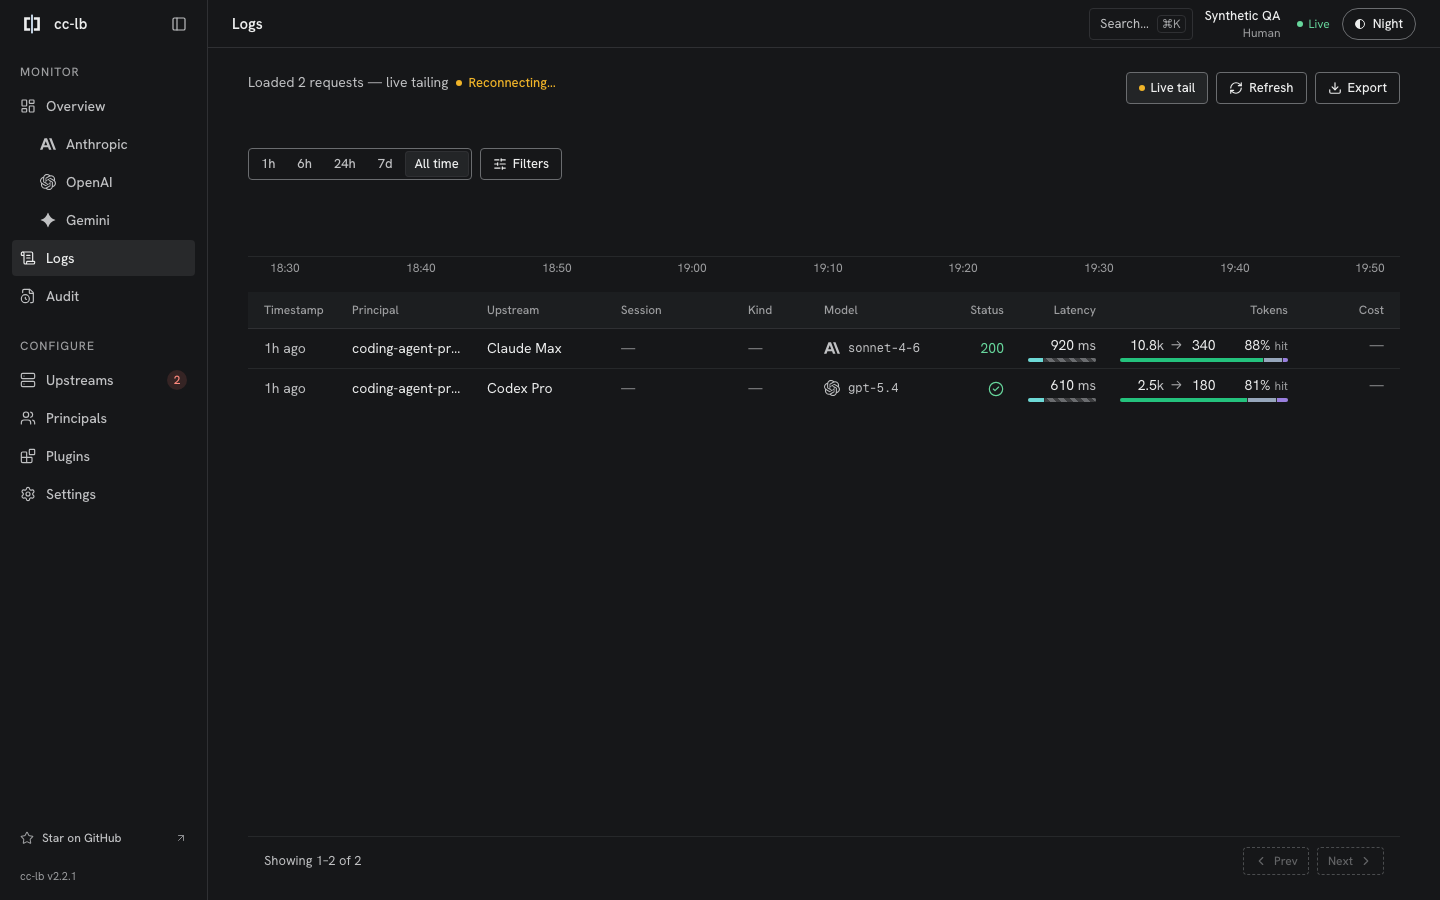 cc-lb
Logs
Search... ⌘K
Synthetic QA
Human
Live
Night
MONITOR
Overview
Anthropic
OpenAI
Gemini
Logs
Audit
CONFIGURE
Upstreams 2
Principals
Plugins
Settings
Star on GitHub
cc-lb v2.2.1
Loaded 2 requests — live tailing Reconnecting...
Live tail Refresh Export
1h 6h 24h 7d All time Filters
18:30 18:40 18:50 19:00 19:10 19:20 19:30 19:40 19:50
Timestamp Principal Upstream Session Kind Model Status Latency Tokens Cost
1h ago coding-agent-pr... Claude Max — — sonnet-4-6 200 920 ms 10.8k → 340 88% hit —
1h ago coding-agent-pr... Codex Pro — — gpt-5.4 610 ms 2.5k → 180 81% hit —
Showing 1–2 of 2
Prev Next